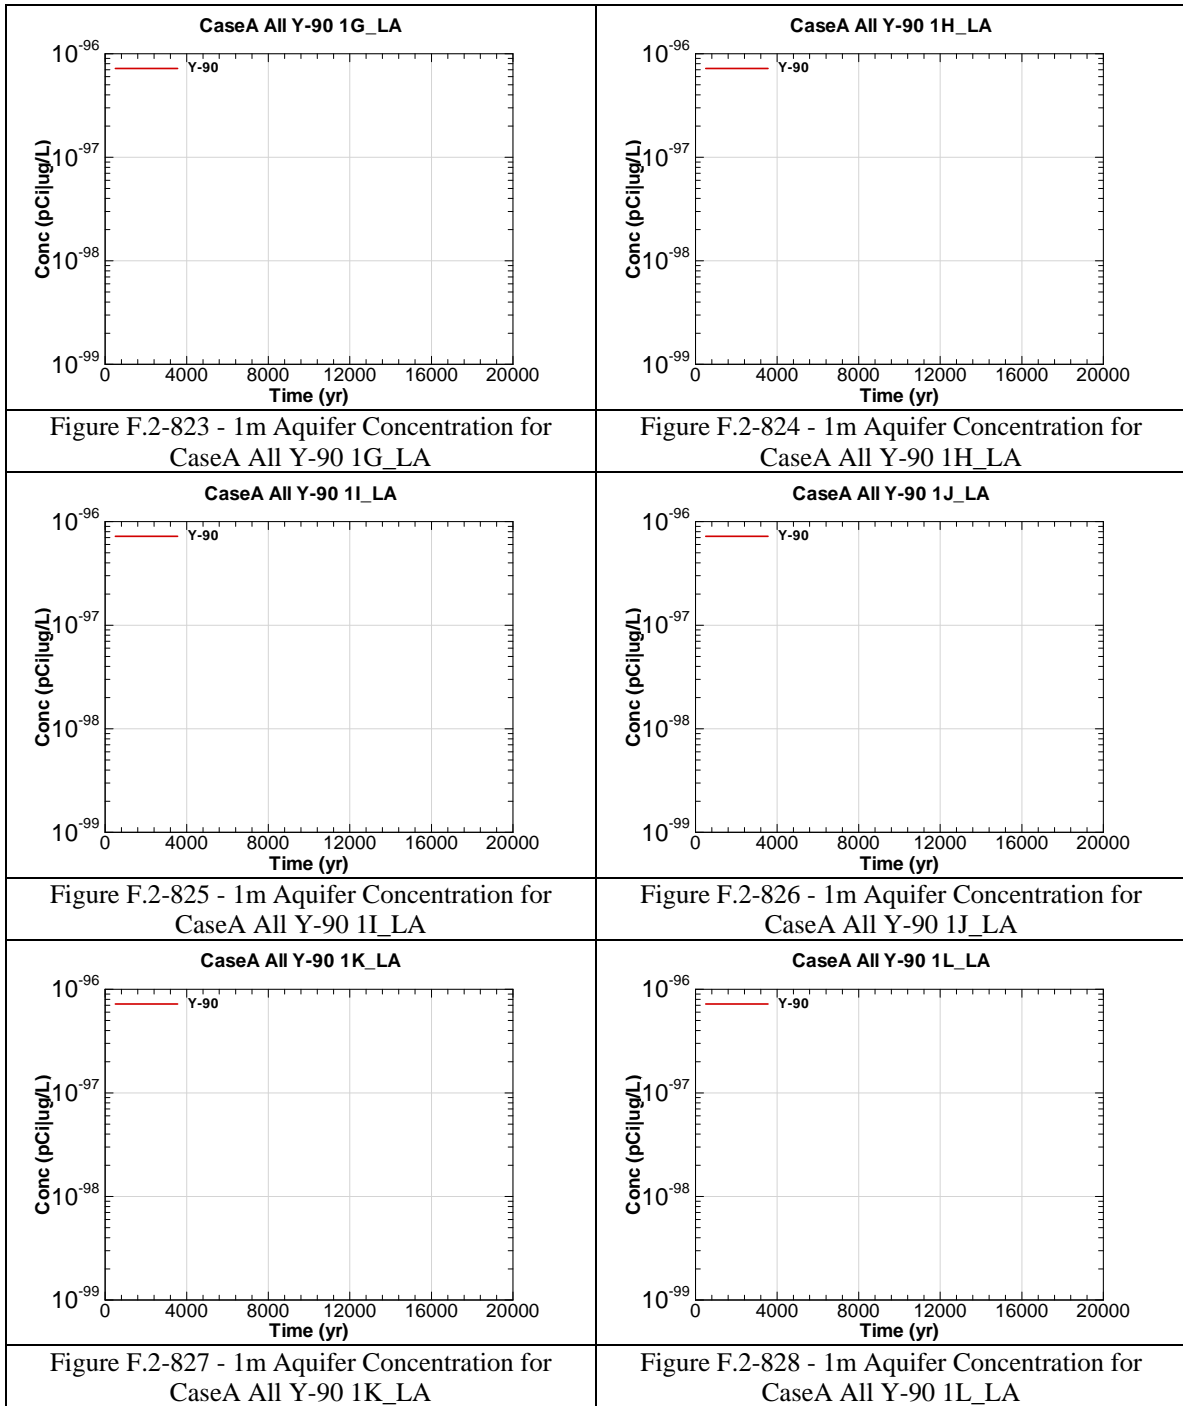 CaseA All Y-90 1G_LA
10^-96
Y-90
10^-97
Conc (pCi|ug/L)
10^-98
10^-99
0 4000 8000 12000 16000 20000
Time (yr)
Figure F.2-823 - 1m Aquifer Concentration for
CaseA All Y-90 1G_LA
CaseA All Y-90 1H_LA
10^-96
Y-90
10^-97
Conc (pCi|ug/L)
10^-98
10^-99
0 4000 8000 12000 16000 20000
Time (yr)
Figure F.2-824 - 1m Aquifer Concentration for
CaseA All Y-90 1H_LA
CaseA All Y-90 1I_LA
10^-96
Y-90
10^-97
Conc (pCi|ug/L)
10^-98
10^-99
0 4000 8000 12000 16000 20000
Time (yr)
Figure F.2-825 - 1m Aquifer Concentration for
CaseA All Y-90 1I_LA
CaseA All Y-90 1J_LA
10^-96
Y-90
10^-97
Conc (pCi|ug/L)
10^-98
10^-99
0 4000 8000 12000 16000 20000
Time (yr)
Figure F.2-826 - 1m Aquifer Concentration for
CaseA All Y-90 1J_LA
CaseA All Y-90 1K_LA
10^-96
Y-90
10^-97
Conc (pCi|ug/L)
10^-98
10^-99
0 4000 8000 12000 16000 20000
Time (yr)
Figure F.2-827 - 1m Aquifer Concentration for
CaseA All Y-90 1K_LA
CaseA All Y-90 1L_LA
10^-96
Y-90
10^-97
Conc (pCi|ug/L)
10^-98
10^-99
0 4000 8000 12000 16000 20000
Time (yr)
Figure F.2-828 - 1m Aquifer Concentration for
CaseA All Y-90 1L_LA